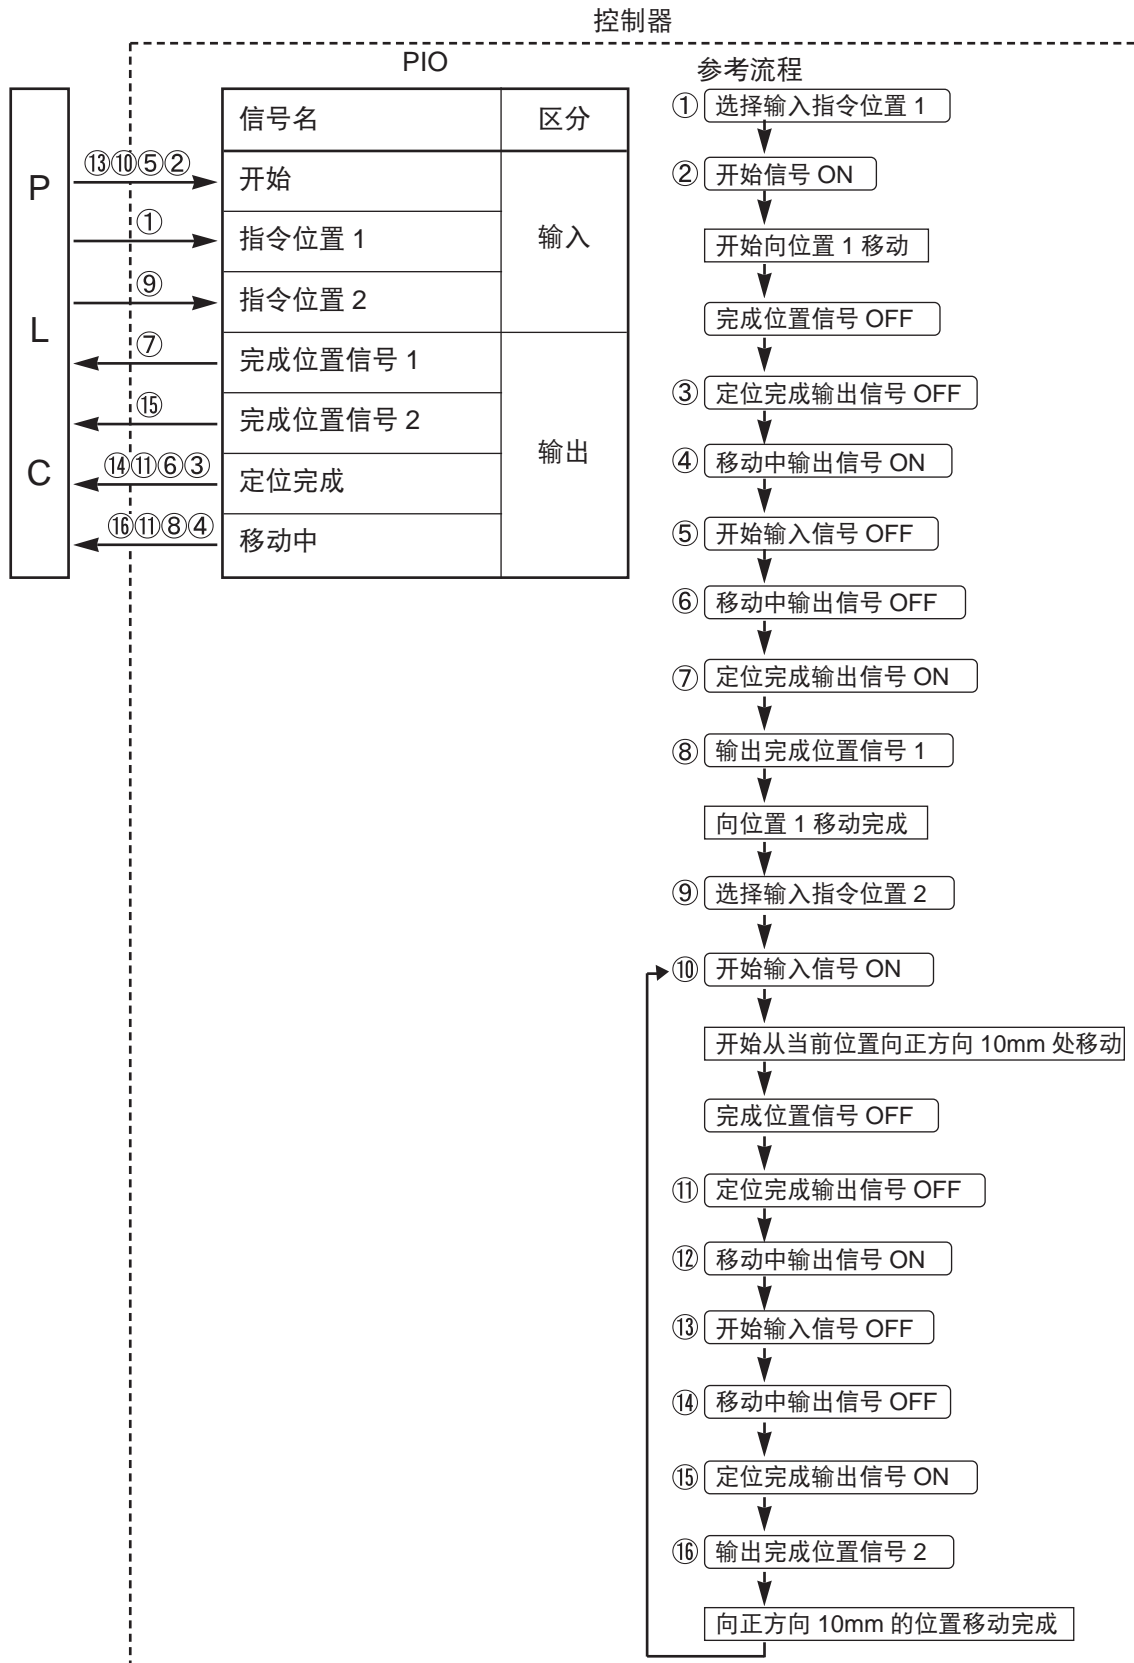 控制器
PIO
信号名 区分
P L C
⑬⑩⑤② 开始
① 指令位置 1
输入
⑨ 指令位置 2
⑦ 完成位置信号 1
⑮ 完成位置信号 2
输出
⑭⑪⑥③ 定位完成
⑯⑪⑧④ 移动中
参考流程
① 选择输入指令位置 1
② 开始信号 ON
开始向位置 1 移动
完成位置信号 OFF
③ 定位完成输出信号 OFF
④ 移动中输出信号 ON
⑤ 开始输入信号 OFF
⑥ 移动中输出信号 OFF
⑦ 定位完成输出信号 ON
⑧ 输出完成位置信号 1
向位置 1 移动完成
⑨ 选择输入指令位置 2
⑩ 开始输入信号 ON
开始从当前位置向正方向 10mm 处移动
完成位置信号 OFF
⑪ 定位完成输出信号 OFF
⑫ 移动中输出信号 ON
⑬ 开始输入信号 OFF
⑭ 移动中输出信号 OFF
⑮ 定位完成输出信号 ON
⑯ 输出完成位置信号 2
向正方向 10mm 的位置移动完成